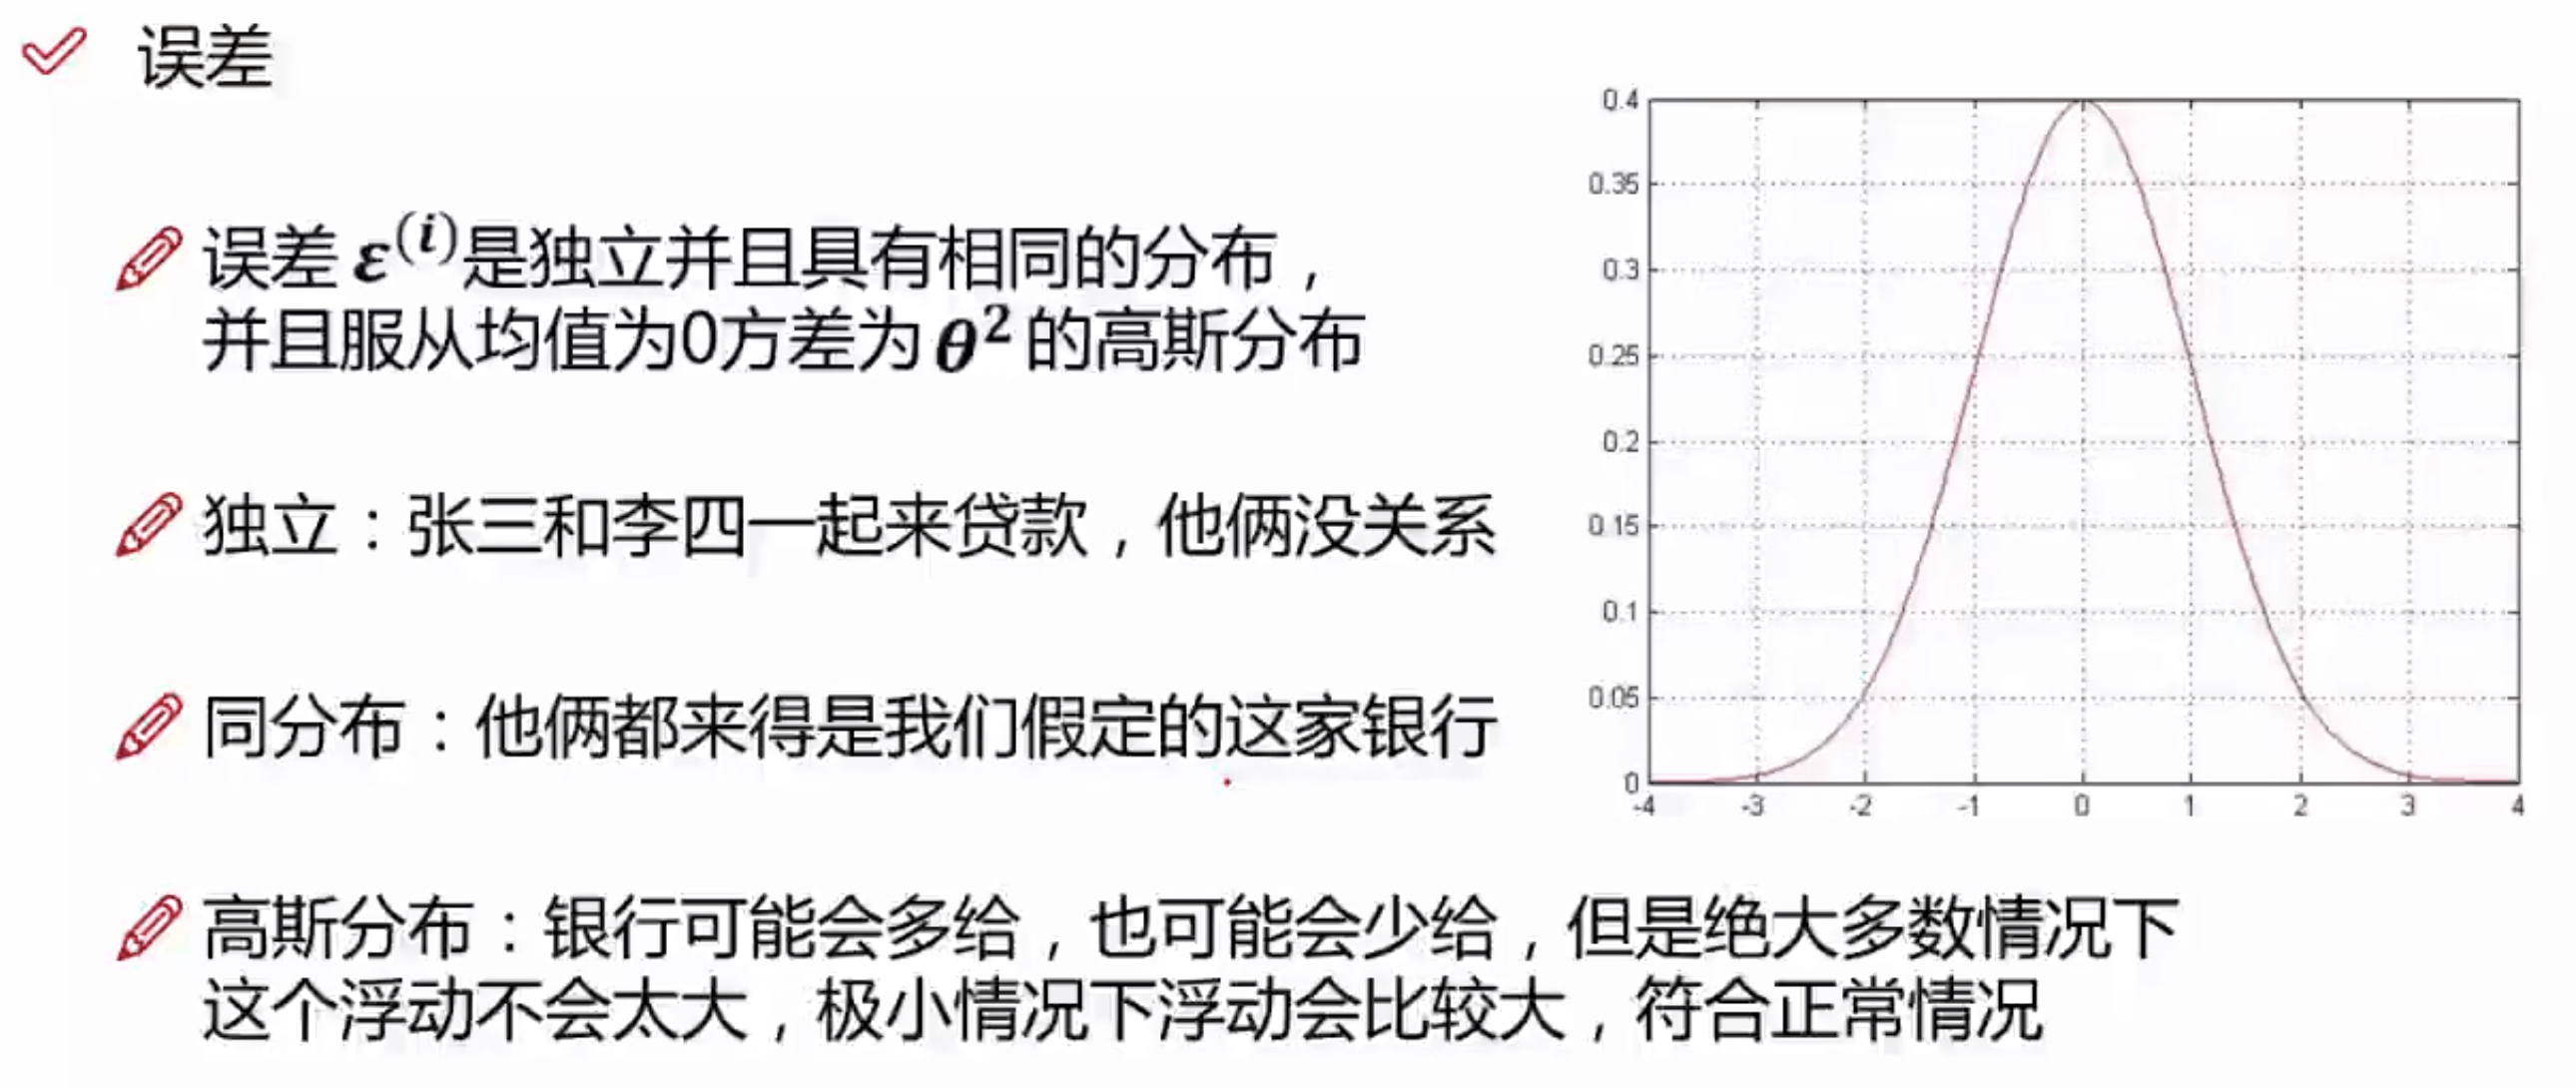 误差
误差 ε^(i)是独立并且具有相同的分布，
并且服从均值为0方差为 θ² 的高斯分布
独立：张三和李四一起来贷款，他俩没关系
同分布：他俩都来得是我们假定的这家银行
高斯分布：银行可能会多给，也可能会少给，但是绝大多数情况下
这个浮动不会太大，极小情况下浮动会比较大，符合正常情况
0.4
0.35
0.3
0.25
0.2
0.15
0.1
0.05
0
-4 -3 -2 -1 0 1 2 3 4